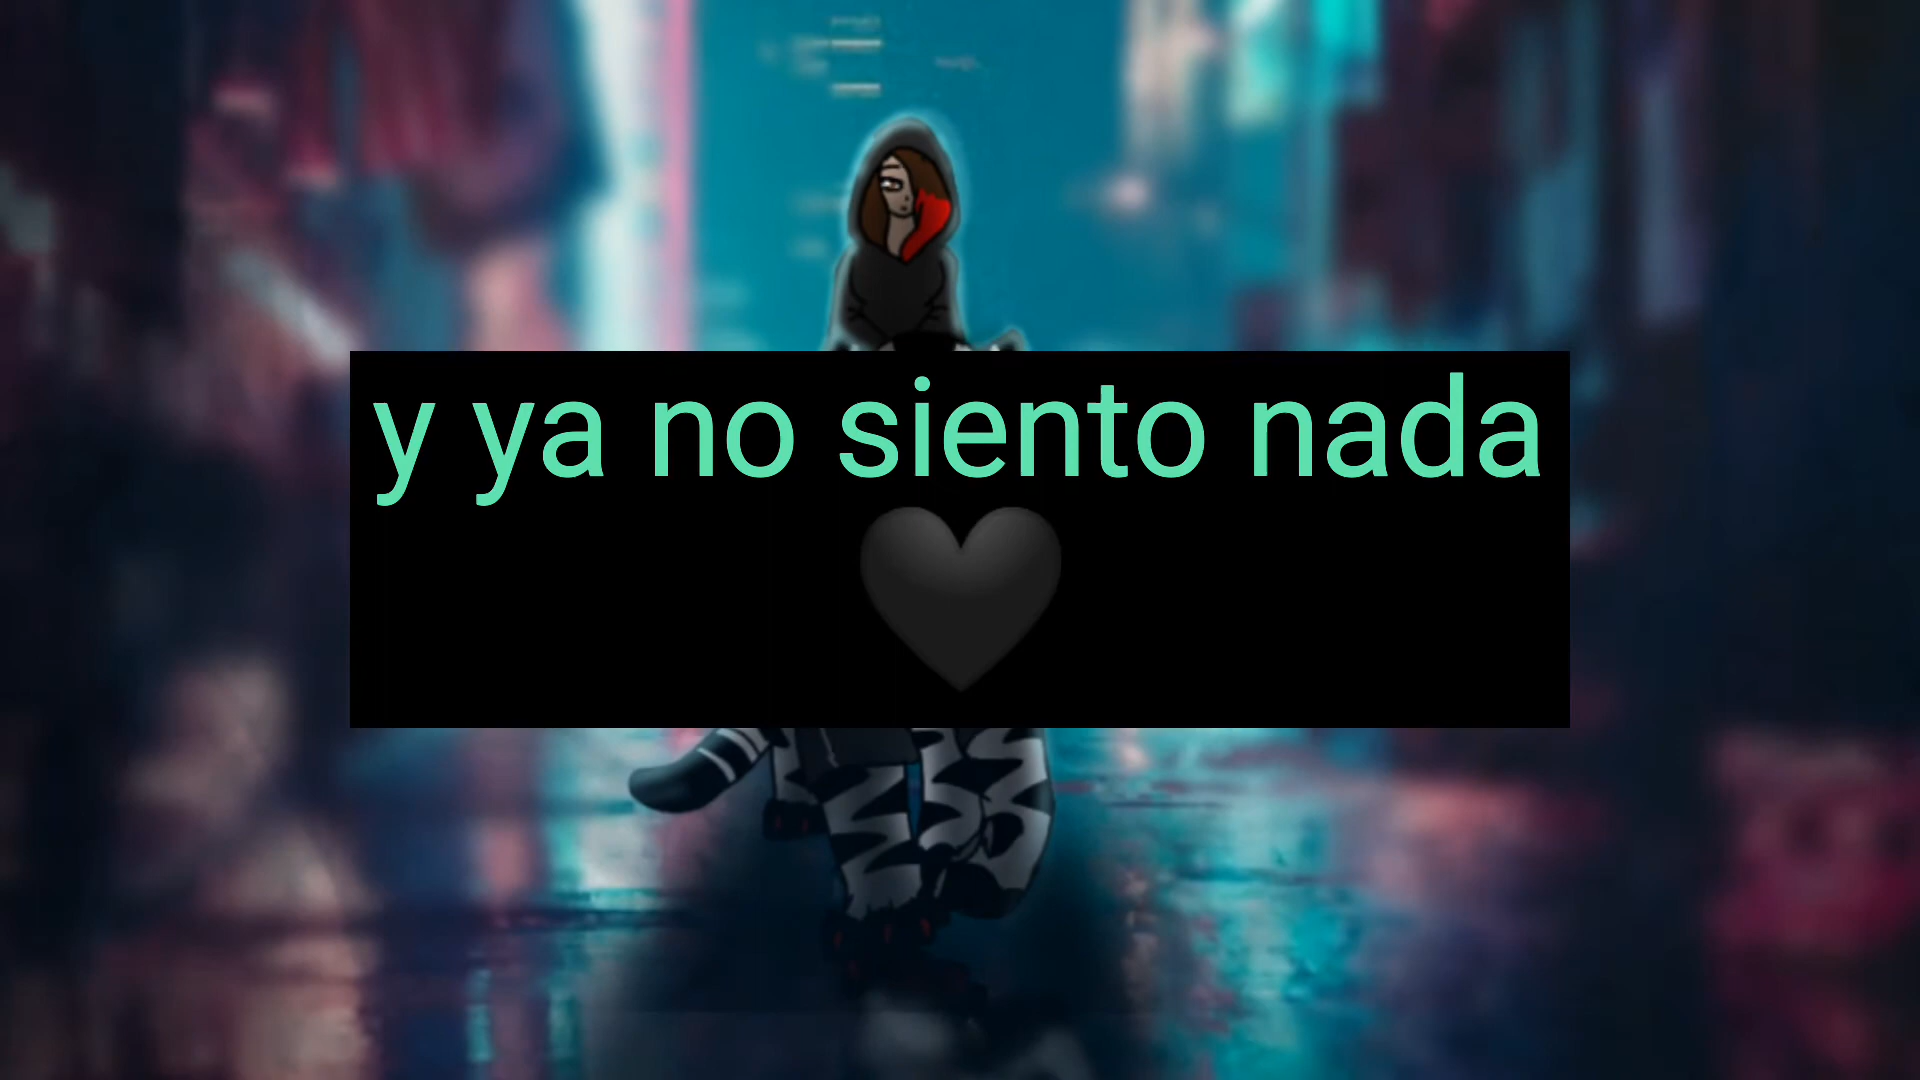 y ya no siento nada
🖤